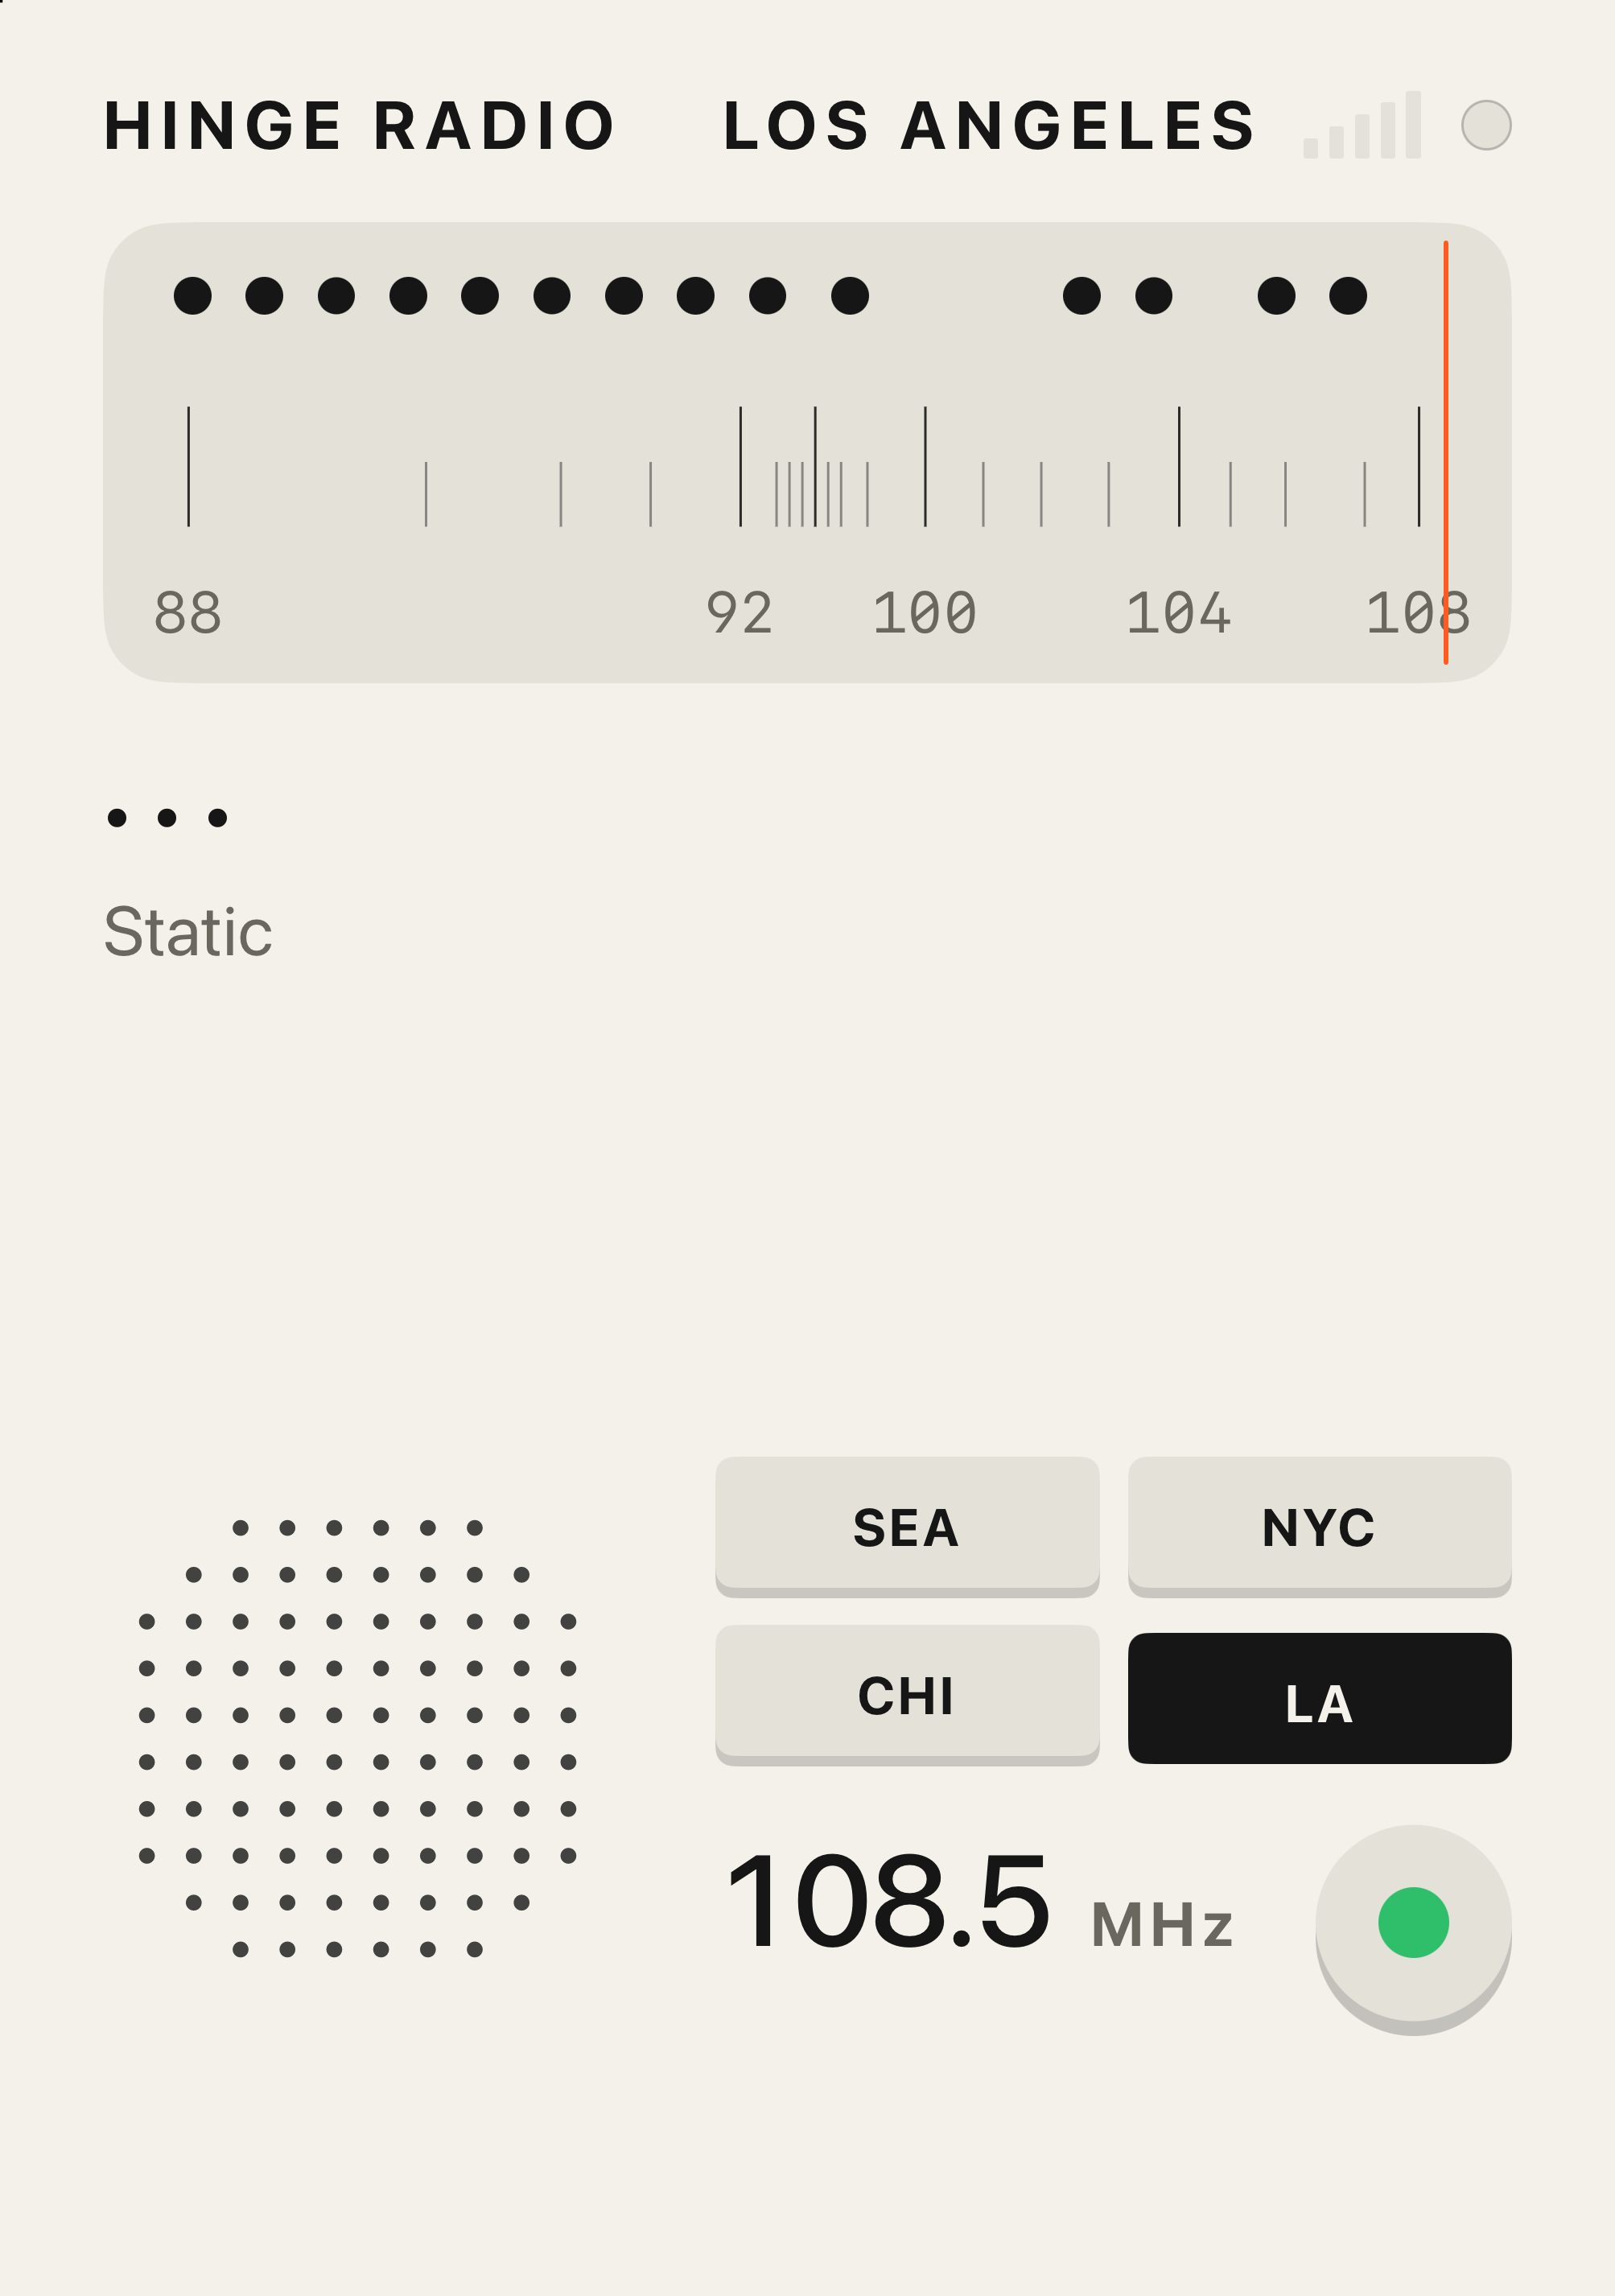 HINGE RADIO LOS ANGELES
88 92 100 104 108
...
Static
SEA NYC
CHI LA
108.5 MHz